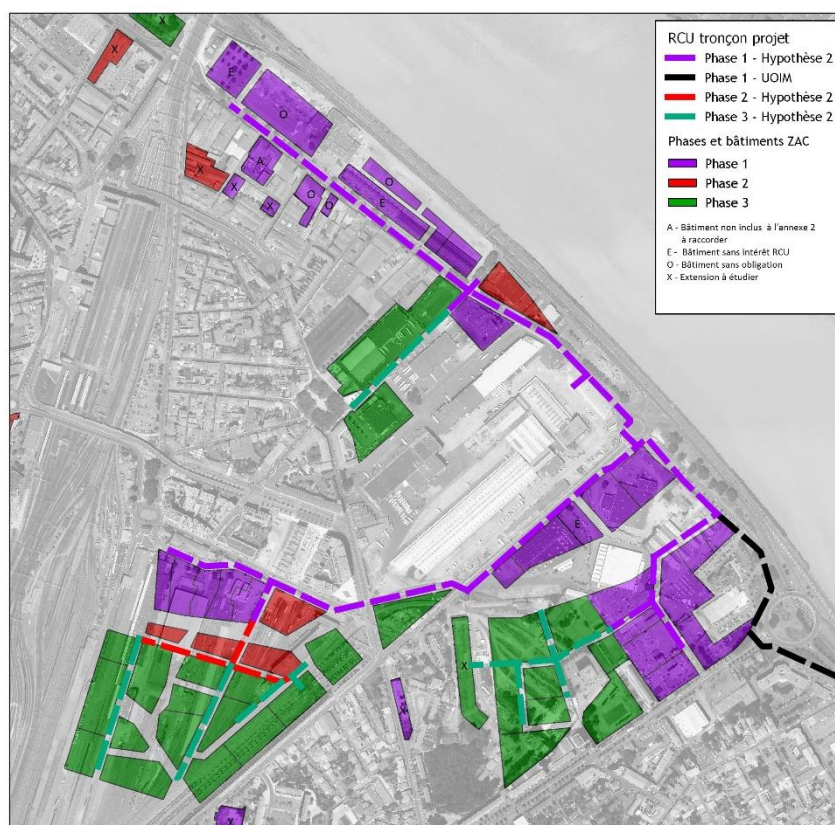 RCU tronçon projet
Phase 1 - Hypothèse 2
Phase 1 - UOIM
Phase 2 - Hypothèse 2
Phase 3 - Hypothèse 2
Phases et bâtiments ZAC
Phase 1
Phase 2
Phase 3
A - Bâtiment non inclus à l'annexe 2
à raccorder
E - Bâtiment sans intérêt RCU
O - Bâtiment sans obligation
X - Extension à étudier
X
X
E
O
A
X
X
O
O
X
O
E
E
X
X
X